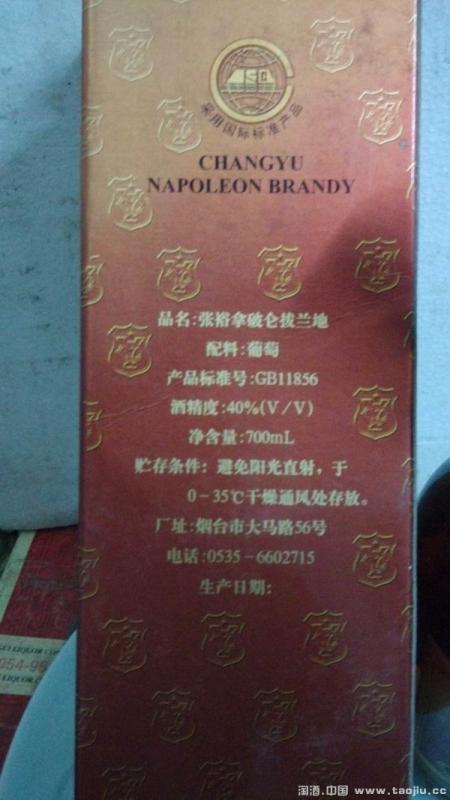 采用国际标准产品
CHANGYU
NAPOLEON BRANDY
品名:张裕拿破仑拔兰地
配料:葡萄
产品标准号:GB11856
酒精度:40%(V/V)
净含量:700mL
贮存条件:避免阳光直射,于
0-35℃干燥通风处存放。
厂址:烟台市大马路56号
电话:0535-6602715
生产日期:
LIQUOR COM
954-99
淘酒.中国 www.taojiu.cc